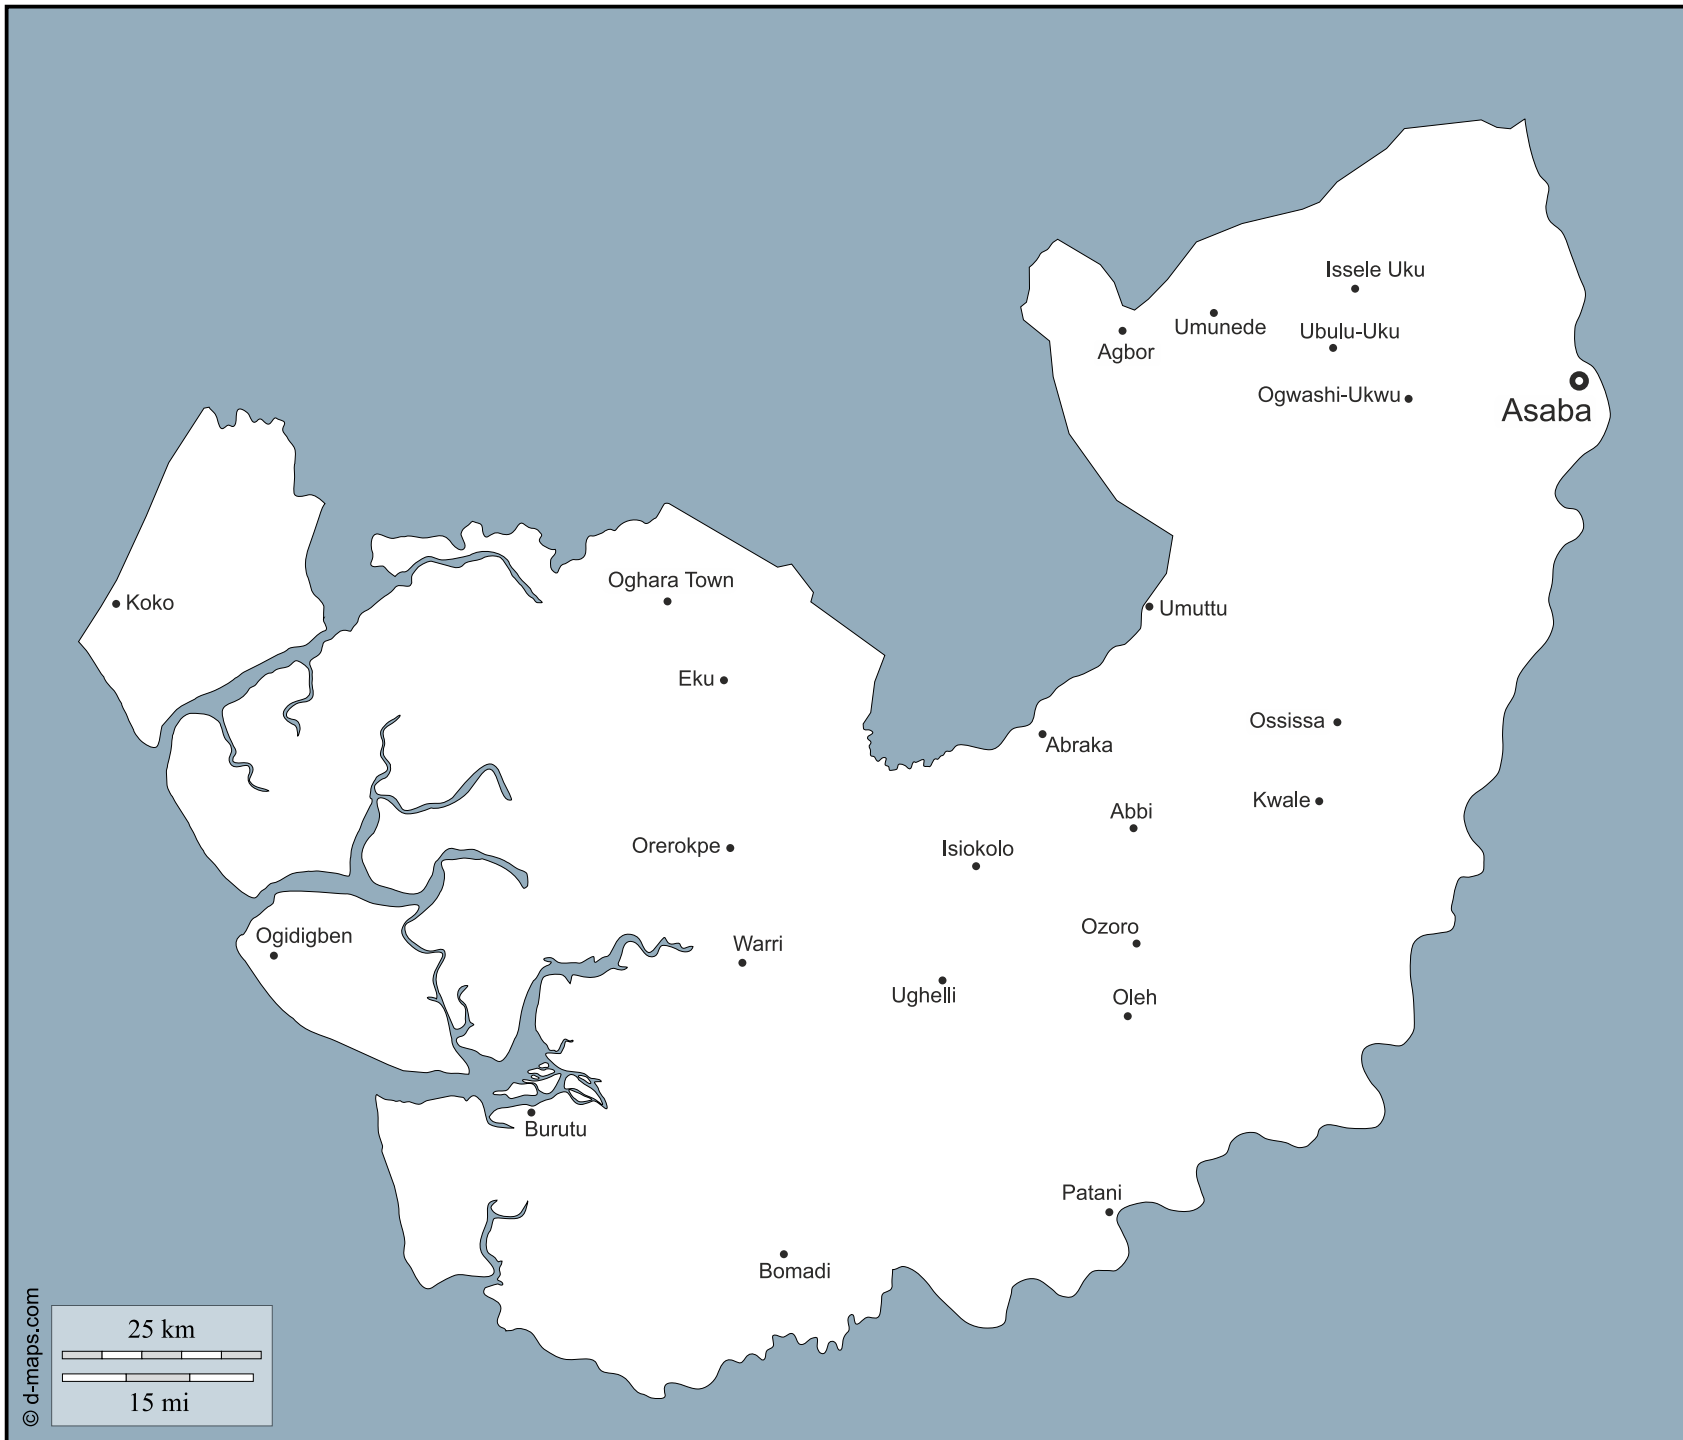 Issele Uku
Umunede
Ubulu-Uku
Agbor
Ogwashi-Ukwu
Asaba
Oghara Town
Koko
Umuttu
Eku
Ossissa
Abraka
Kwale
Abbi
Orerokpe
Isiokolo
Ozoro
Ogidigben
Warri
Ughelli
Oleh
Burutu
Patani
Bomadi
25 km
15 mi
© d-maps.com